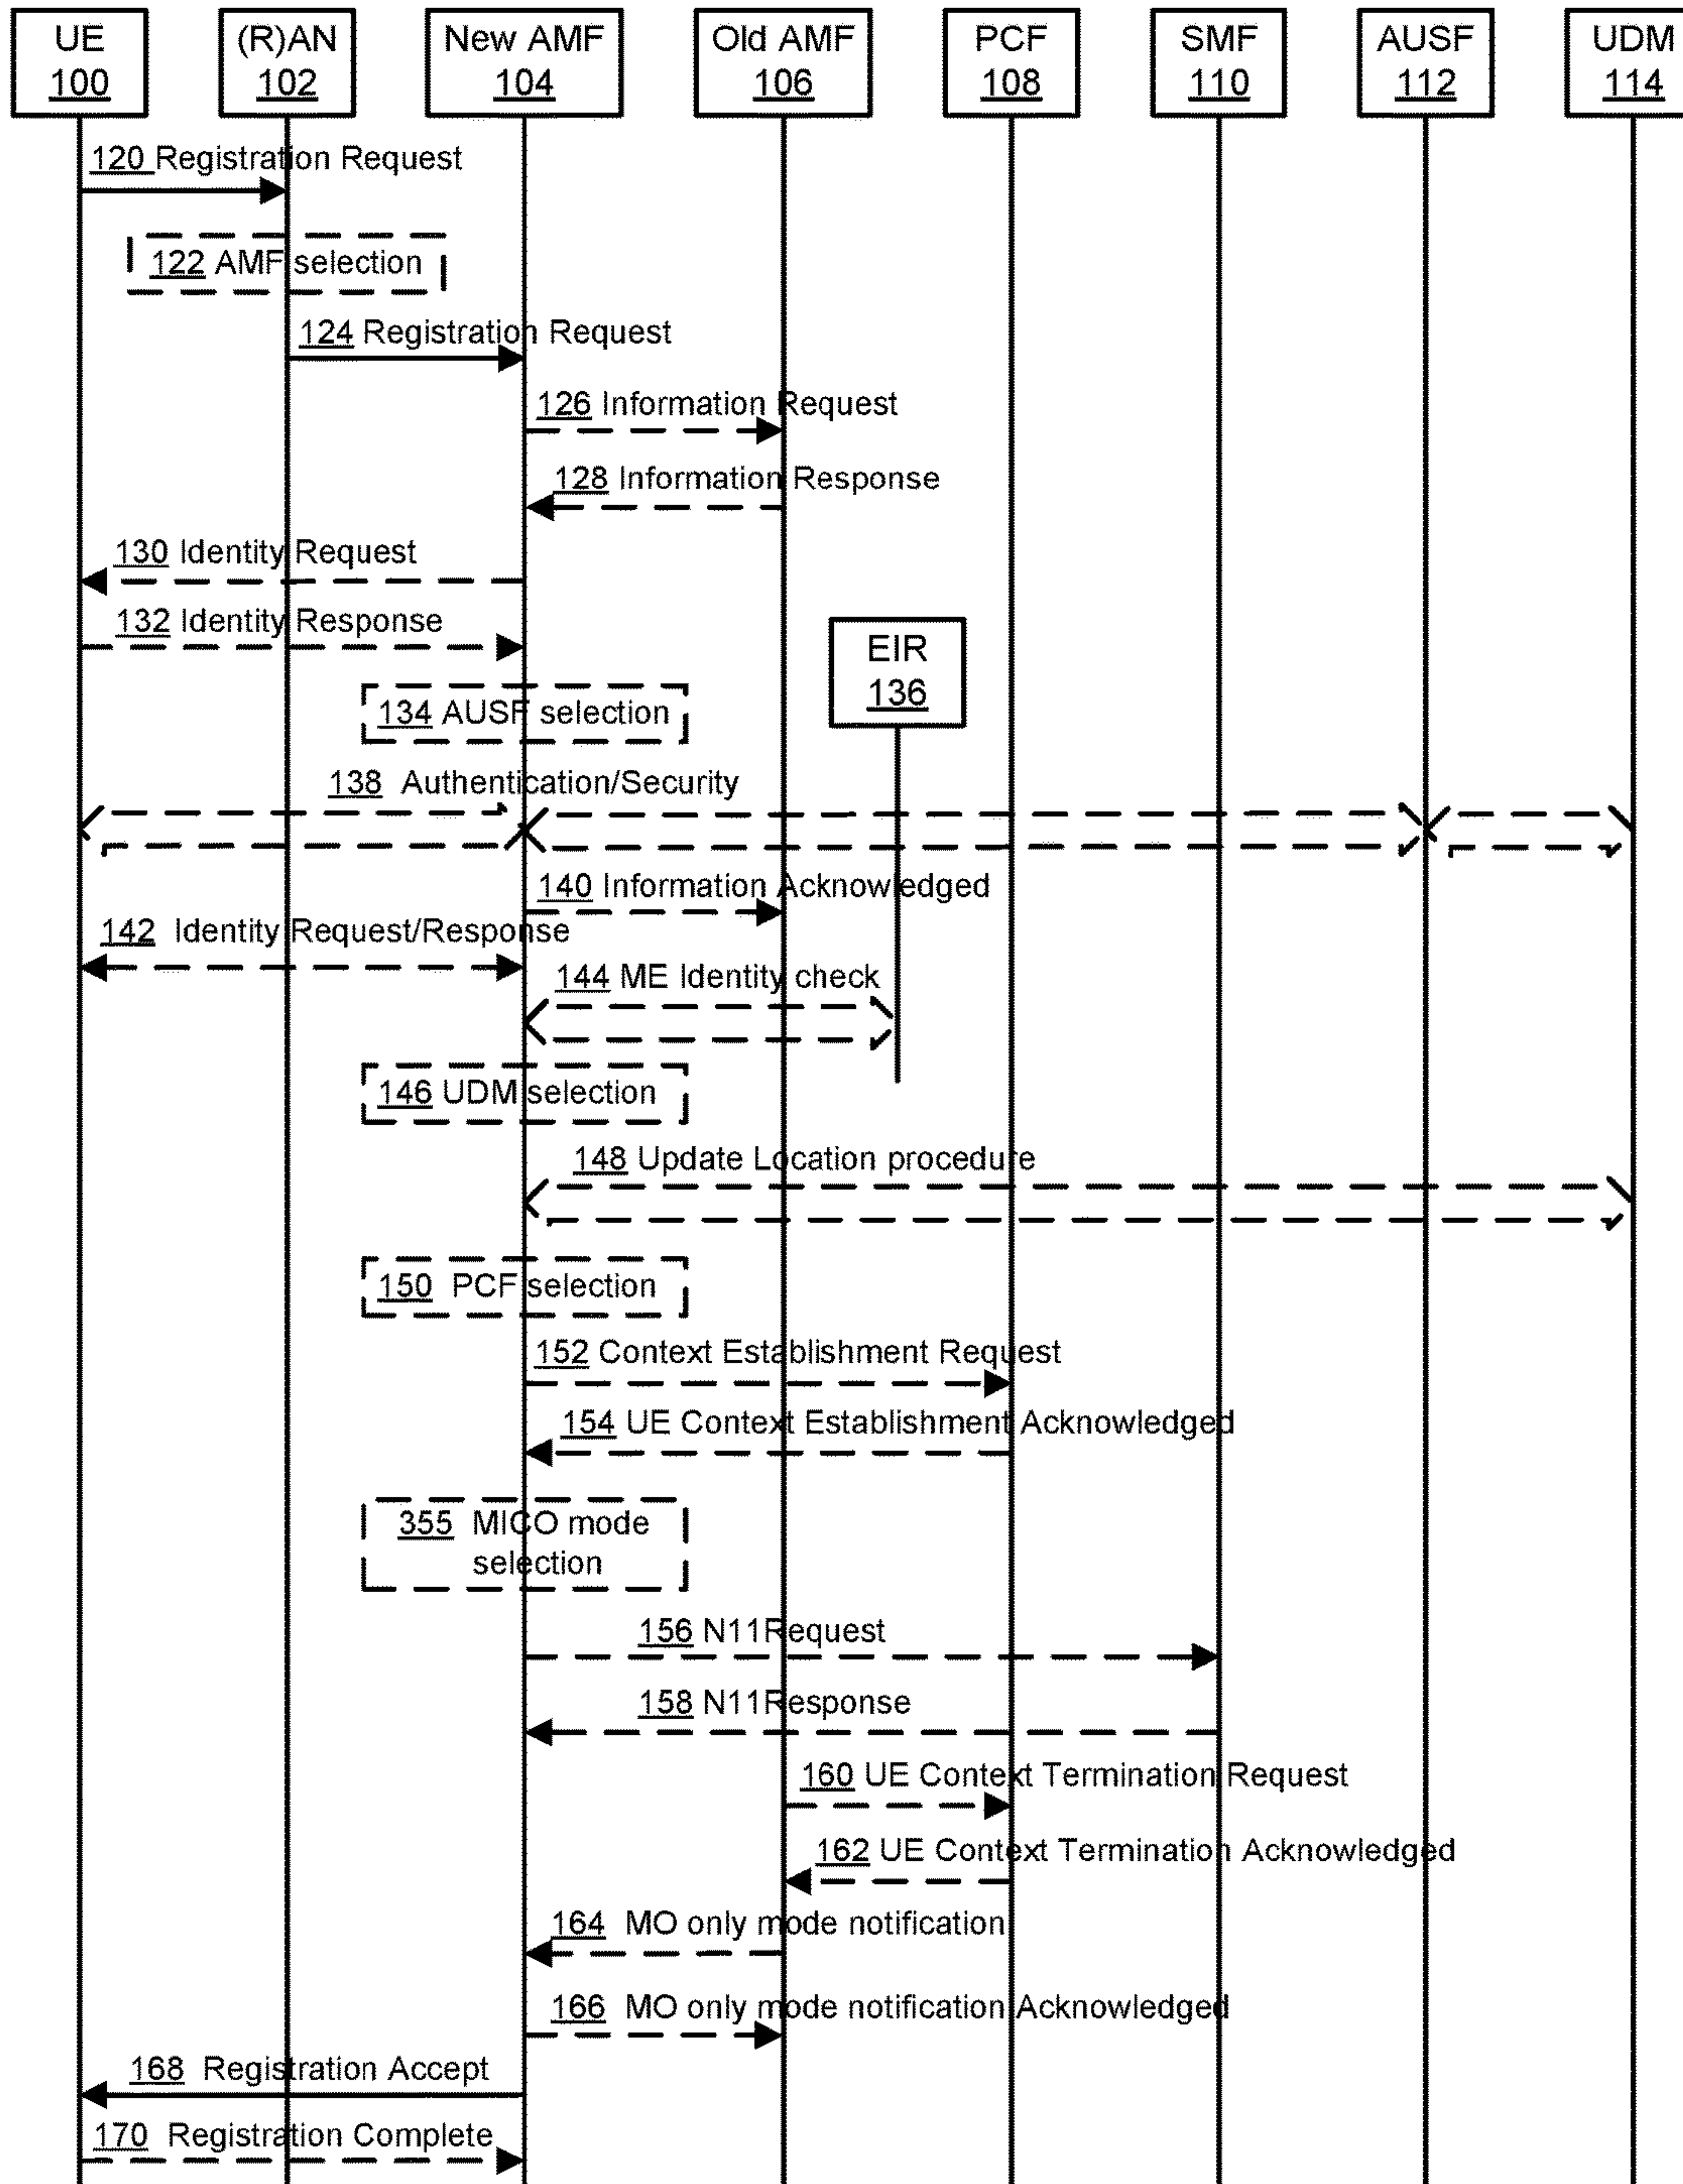 UE
100
(R)AN
102
New AMF
104
Old AMF
106
PCF
108
SMF
110
AUSF
112
UDM
114
120 Registration Request
122 AMF selection
124 Registration Request
126 Information Request
128 Information Response
130 Identity Request
132 Identity Response
EIR
136
134 AUSF selection
138 Authentication/Security
140 Information Acknowledged
142 Identity Request/Response
144 ME Identity check
146 UDM selection
148 Update Location procedure
150 PCF selection
152 Context Establishment Request
154 UE Context Establishment Acknowledged
355 MICO mode
selection
156 N11Request
158 N11Response
160 UE Context Termination Request
162 UE Context Termination Acknowledged
164 MO only mode notification
166 MO only mode notification Acknowledged
168 Registration Accept
170 Registration Complete